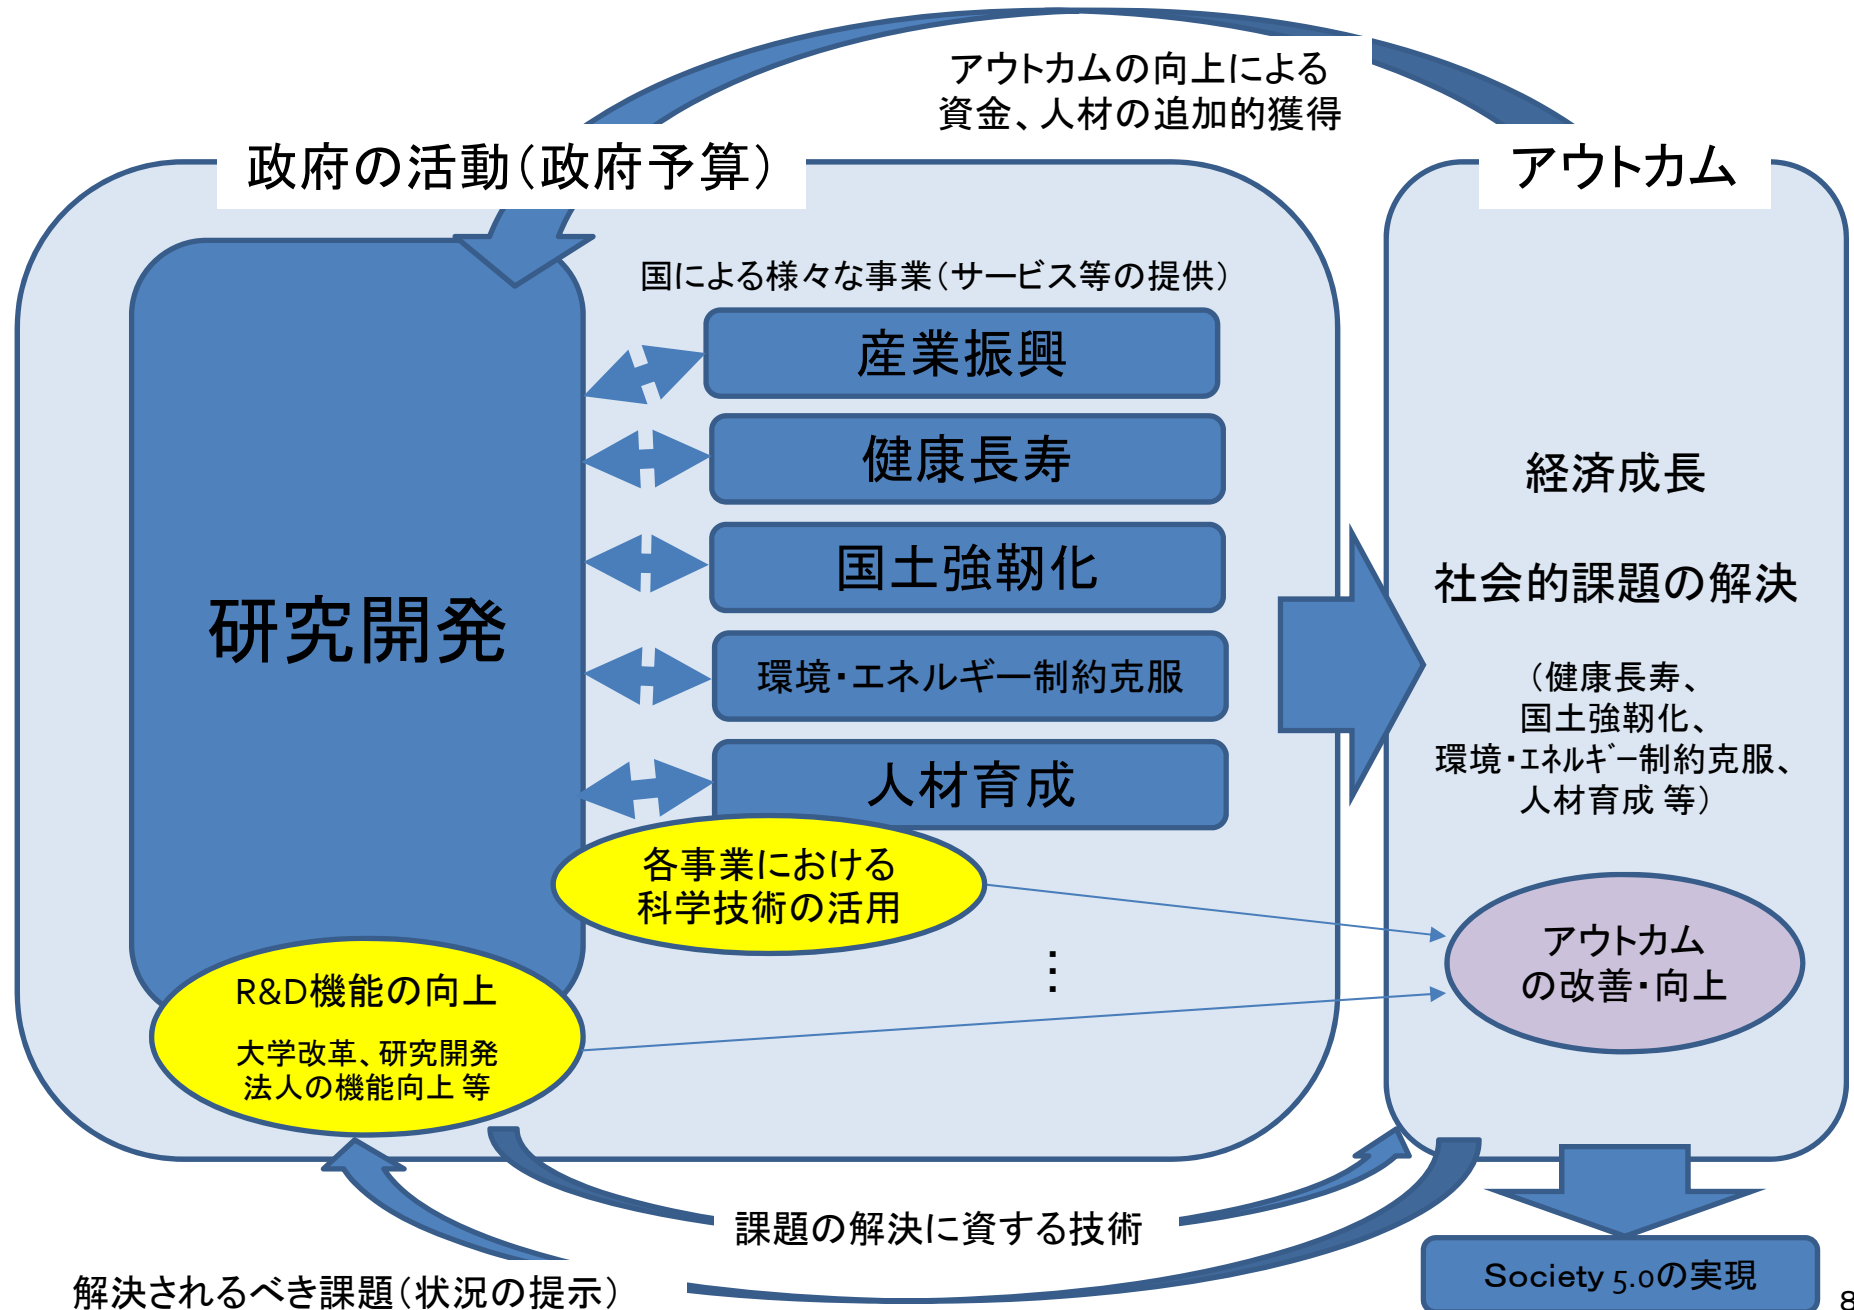 アウトカムの向上による
資金、人材の追加的獲得
政府の活動（政府予算）
アウトカム
国による様々な事業（サービス等の提供）
産業振興
健康長寿
国土強靱化
環境・エネルギー制約克服
人材育成
研究開発
各事業における
科学技術の活用
⋮
R&D機能の向上
大学改革、研究開発
法人の機能向上 等
経済成長
社会的課題の解決
（健康長寿、
国土強靱化、
環境・ｴﾈﾙｷﾞｰ制約克服、
人材育成 等）
アウトカム
の改善・向上
課題の解決に資する技術
解決されるべき課題（状況の提示）
Society 5.0の実現
8